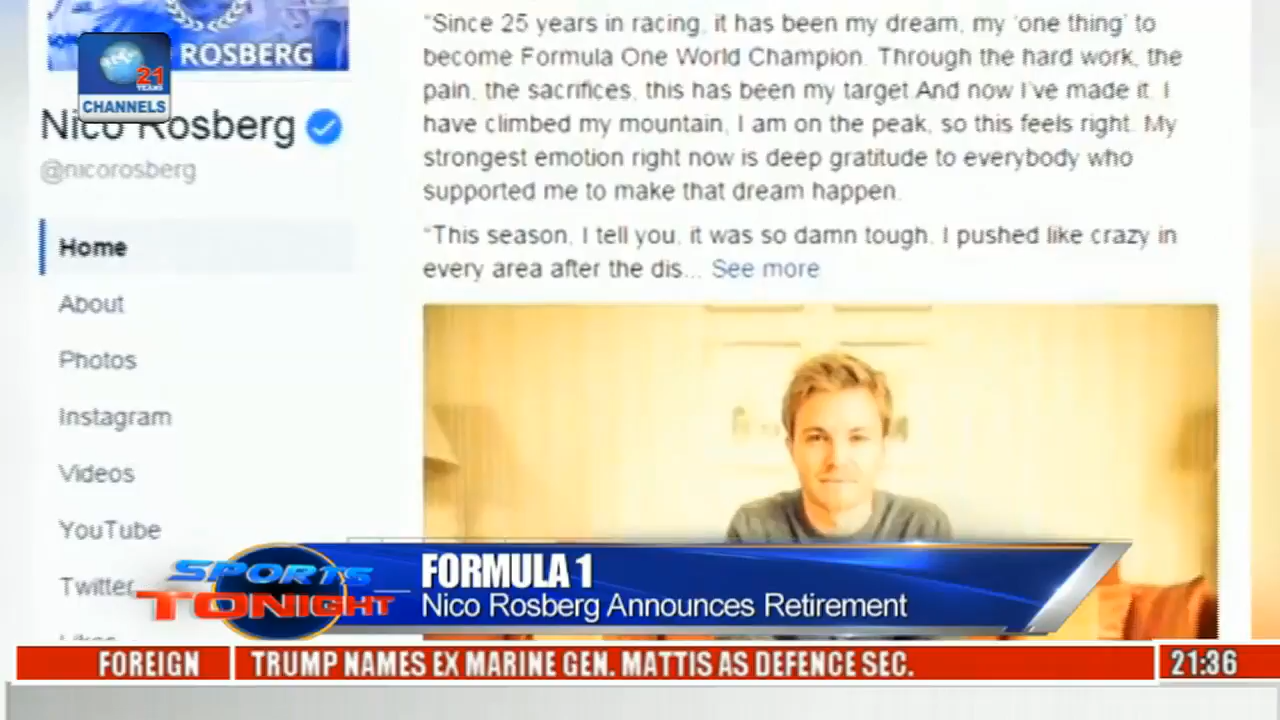 ROSBERG
21
YEARS
CHANNELS
Nico Rosberg
@nicorosberg
Home
About
Photos
Instagram
Videos
YouTube
Twitter
Likes
“Since 25 years in racing, it has been my dream, my ‘one thing’ to
become Formula One World Champion. Through the hard work, the
pain, the sacrifices, this has been my target And now I’ve made it. I
have climbed my mountain, I am on the peak, so this feels right. My
strongest emotion right now is deep gratitude to everybody who
supported me to make that dream happen.
“This season, I tell you, it was so damn tough. I pushed like crazy in
every area after the dis... See more
SPORTS
TONIGHT
FORMULA 1
Nico Rosberg Announces Retirement
FOREIGN
TRUMP NAMES EX MARINE GEN. MATTIS AS DEFENCE SEC.
21:36